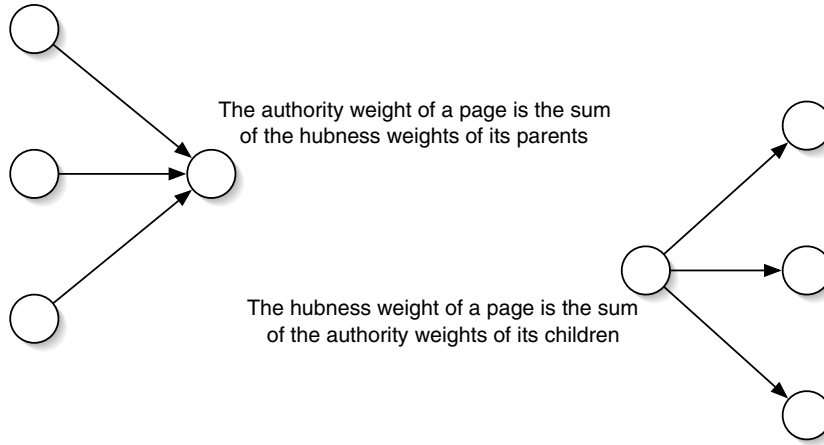 The authority weight of a page is the sum
of the hubness weights of its parents
The hubness weight of a page is the sum
of the authority weights of its children